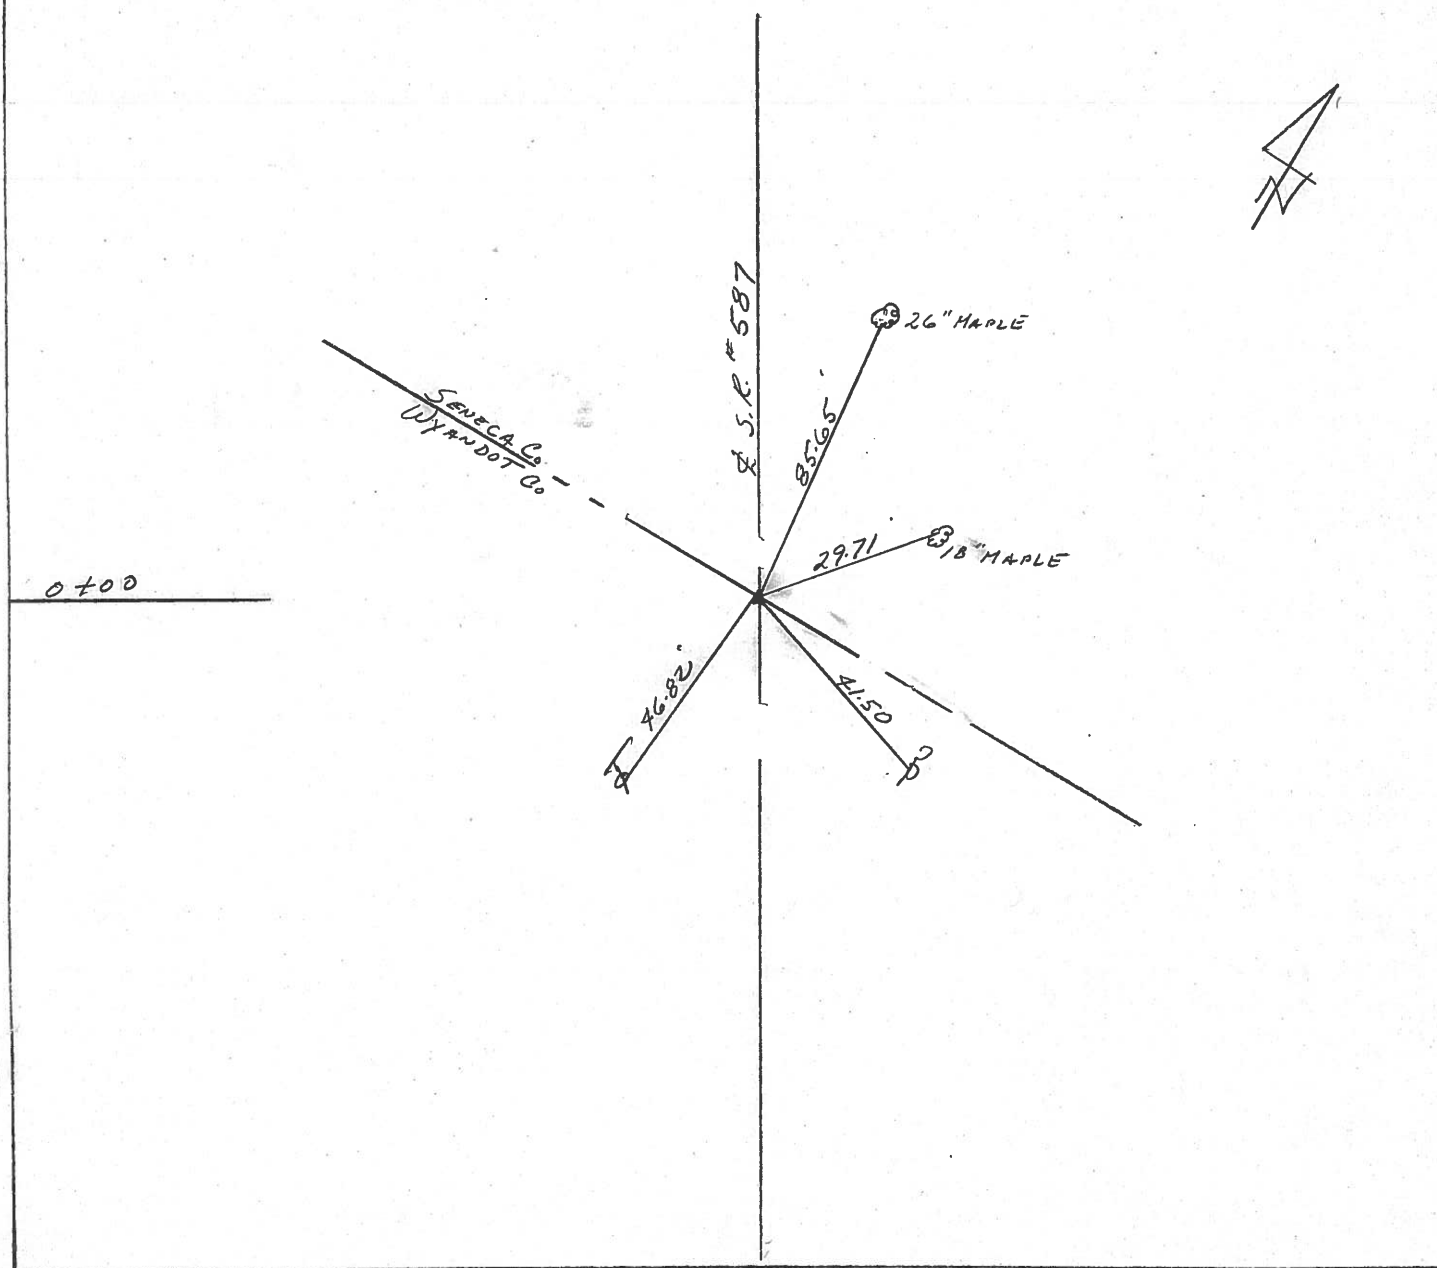 N
℄ S.R. #587
26" MAPLE
85.65'
SENECA Co.
WYANDOT Co.
29.71'
18" MAPLE
0+00
46.82'
41.50